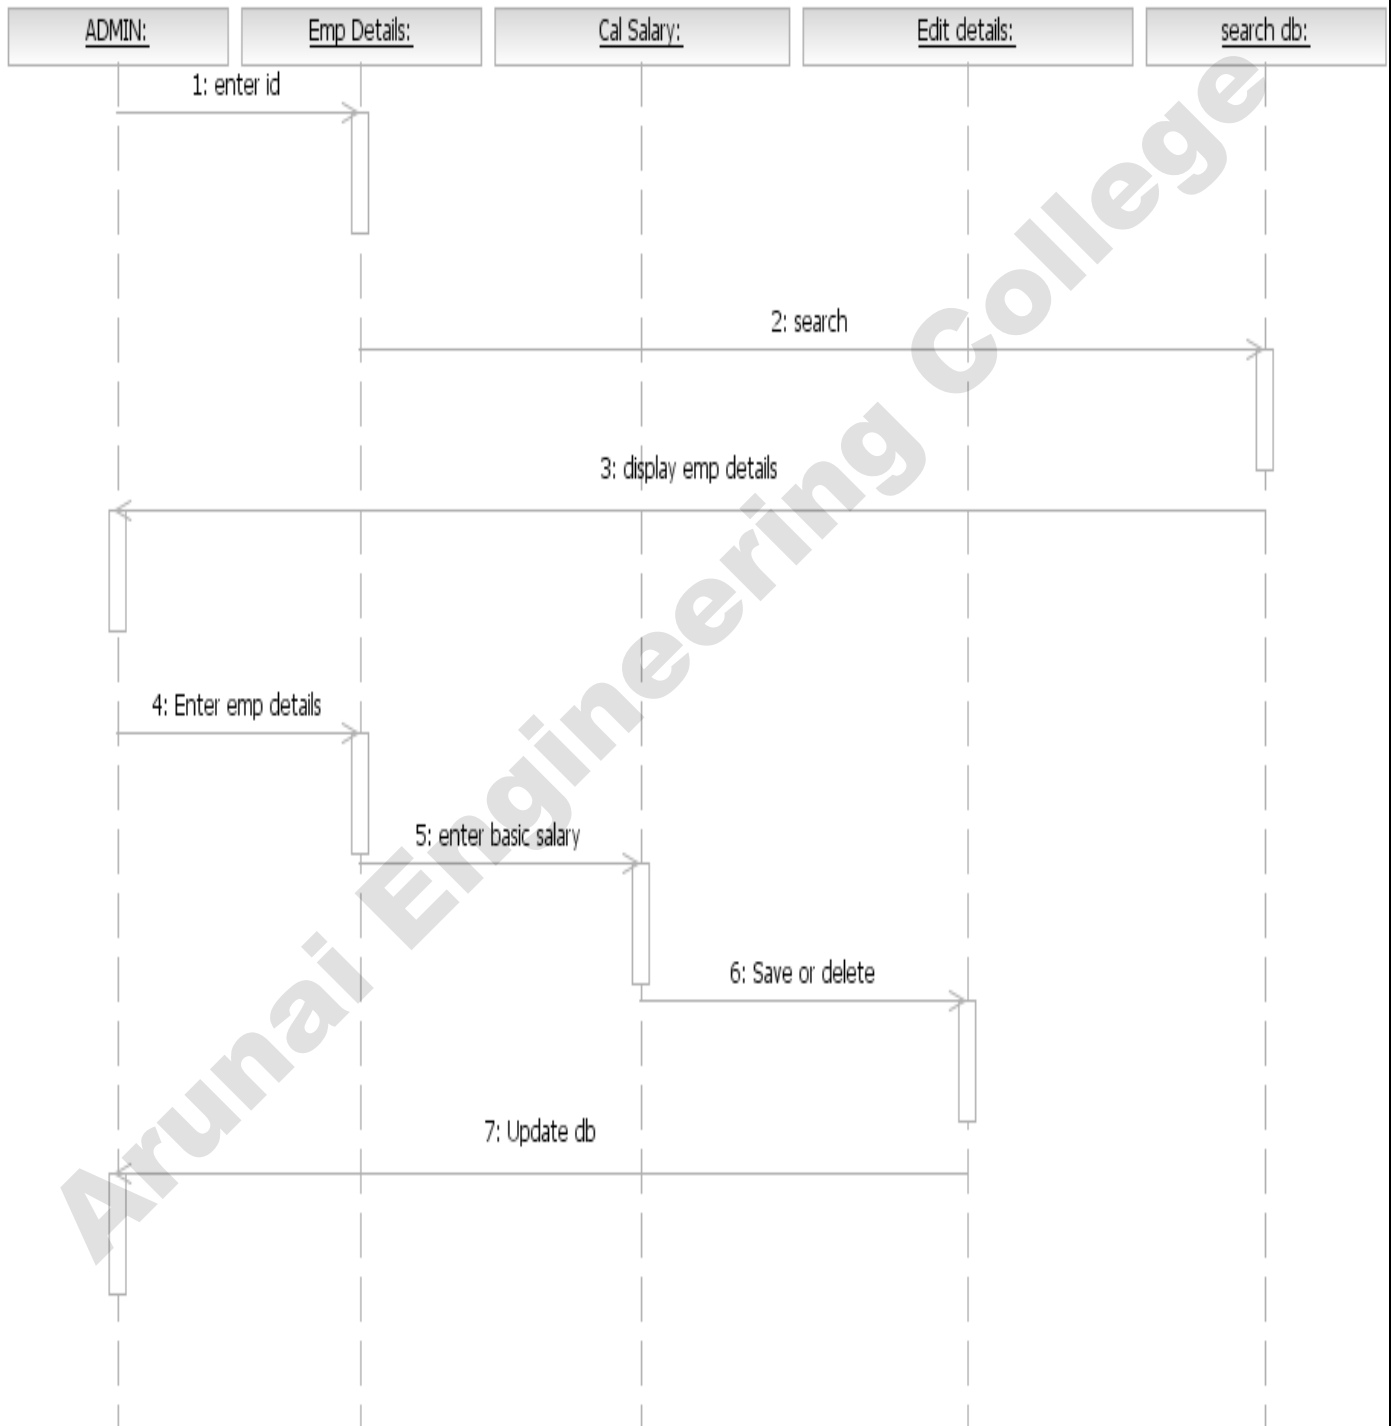 ADMIN:
Emp Details:
Cal Salary:
Edit details:
search db:
1: enter id
2: search
3: display emp details
4: Enter emp details
5: enter basic salary
6: Save or delete
7: Update db
Arunai Engineering College